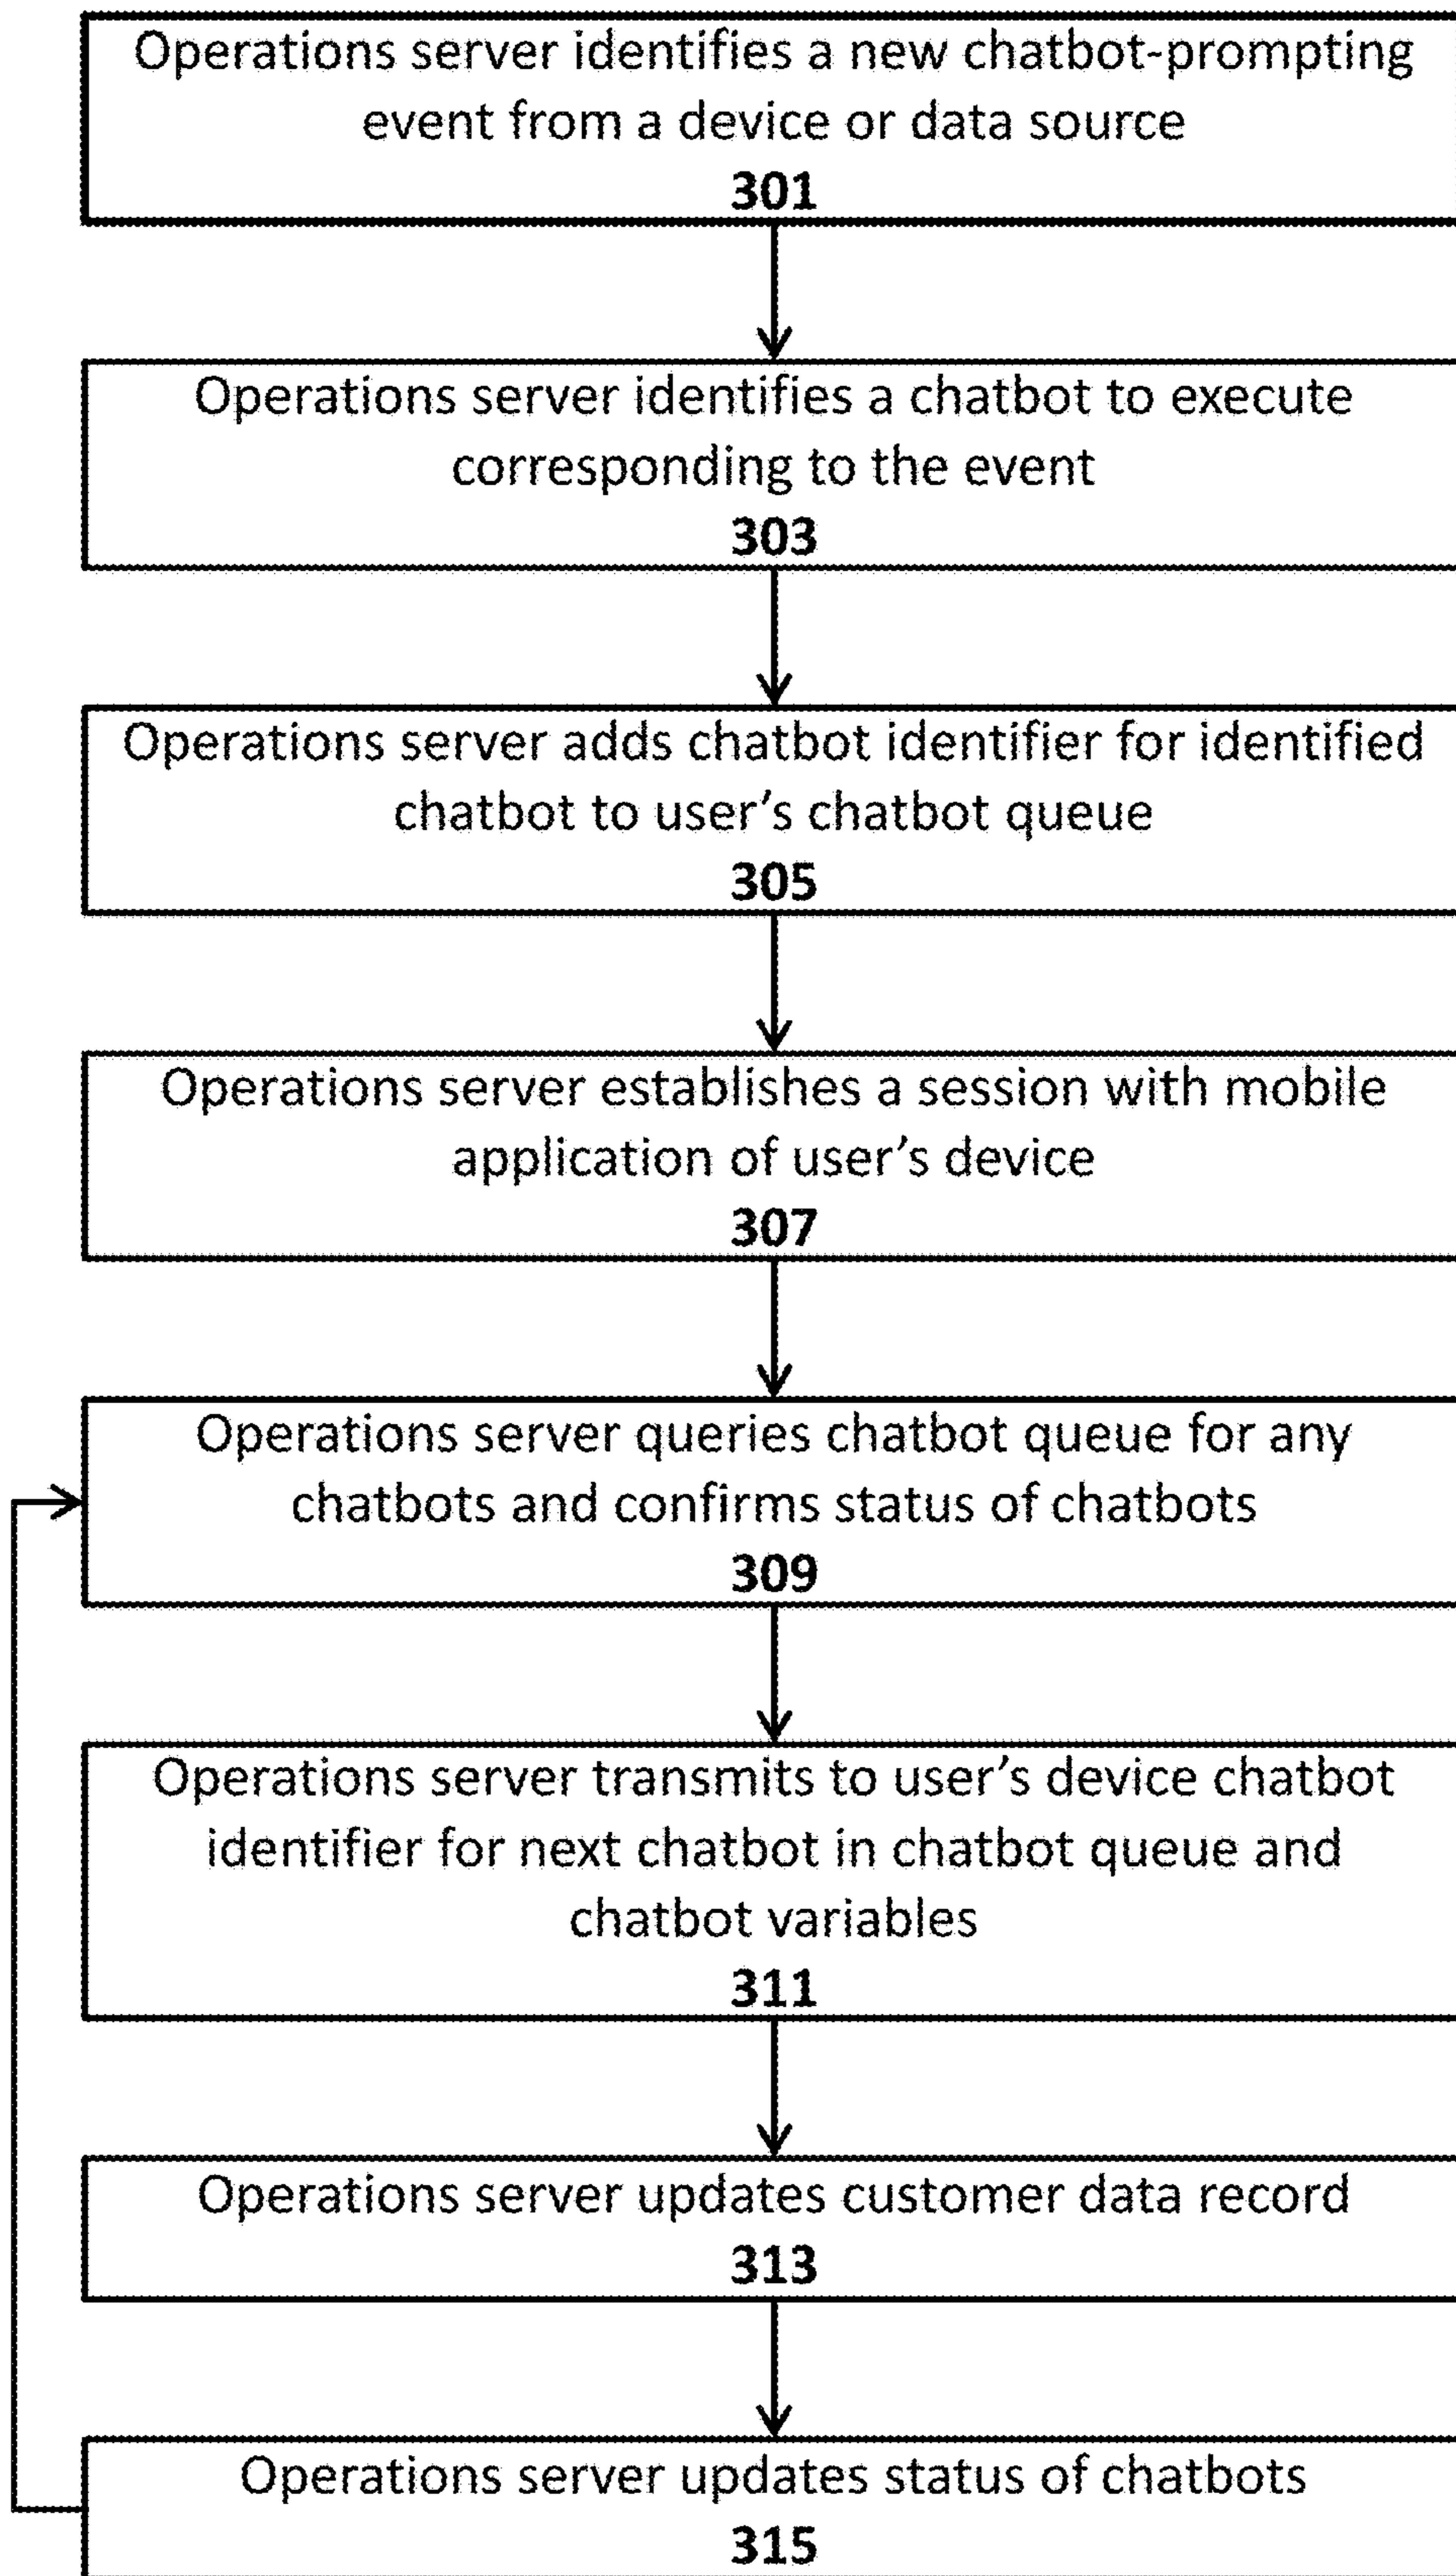 Operations server identifies a new chatbot-prompting
event from a device or data source
301
Operations server identifies a chatbot to execute
corresponding to the event
303
Operations server adds chatbot identifier for identified
chatbot to user’s chatbot queue
305
Operations server establishes a session with mobile
application of user’s device
307
Operations server queries chatbot queue for any
chatbots and confirms status of chatbots
309
Operations server transmits to user’s device chatbot
identifier for next chatbot in chatbot queue and
chatbot variables
311
Operations server updates customer data record
313
Operations server updates status of chatbots
315